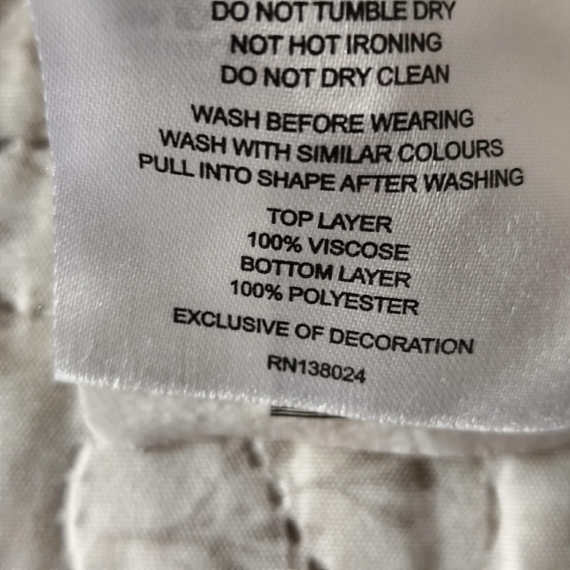 DO NOT TUMBLE DRY
NOT HOT IRONING
DO NOT DRY CLEAN
WASH BEFORE WEARING
WASH WITH SIMILAR COLOURS
PULL INTO SHAPE AFTER WASHING
TOP LAYER
100% VISCOSE
BOTTOM LAYER
100% POLYESTER
EXCLUSIVE OF DECORATION
RN138024